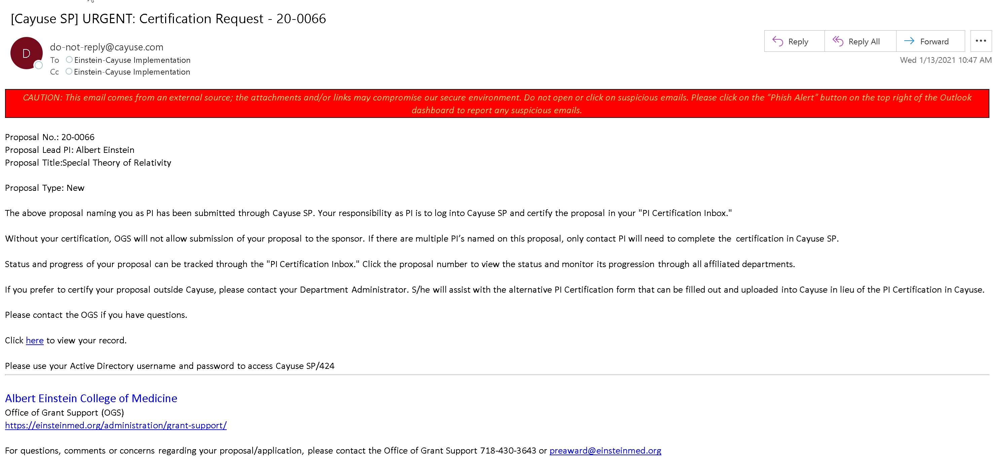 [Cayuse SP] URGENT: Certification Request - 20-0066
D
do-not-reply@cayuse.com
To Einstein-Cayuse Implementation
Cc Einstein-Cayuse Implementation
Reply
Reply All
Forward
Wed 1/13/2021 10:47 AM
CAUTION: This email comes from an external source; the attachments and/or links may compromise our secure environment. Do not open or click on suspicious emails. Please click on the “Phish Alert” button on the top right of the Outlook
dashboard to report any suspicious emails.
Proposal No.: 20-0066
Proposal Lead PI: Albert Einstein
Proposal Title:Special Theory of Relativity
Proposal Type: New
The above proposal naming you as PI has been submitted through Cayuse SP. Your responsibility as PI is to log into Cayuse SP and certify the proposal in your "PI Certification Inbox."
Without your certification, OGS will not allow submission of your proposal to the sponsor. If there are multiple PI’s named on this proposal, only contact PI will need to complete the certification in Cayuse SP.
Status and progress of your proposal can be tracked through the "PI Certification Inbox." Click the proposal number to view the status and monitor its progression through all affiliated departments.
If you prefer to certify your proposal outside Cayuse, please contact your Department Administrator. S/he will assist with the alternative PI Certification form that can be filled out and uploaded into Cayuse in lieu of the PI Certification in Cayuse.
Please contact the OGS if you have questions.
Click here to view your record.
Please use your Active Directory username and password to access Cayuse SP/424
Albert Einstein College of Medicine
Office of Grant Support (OGS)
https://einsteinmed.org/administration/grant-support/
For questions, comments or concerns regarding your proposal/application, please contact the Office of Grant Support 718-430-3643 or preaward@einsteinmed.org